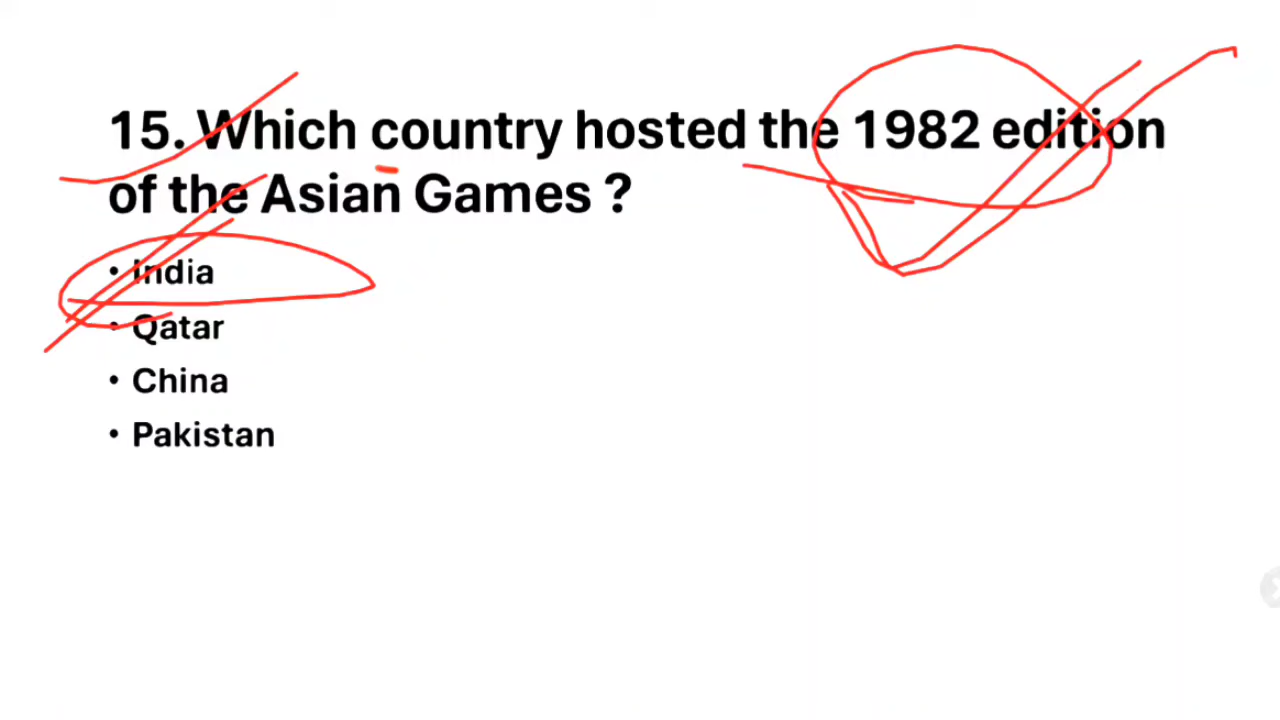 15. Which country hosted the 1982 edition
of the Asian Games ?
• India
• Qatar
• China
• Pakistan